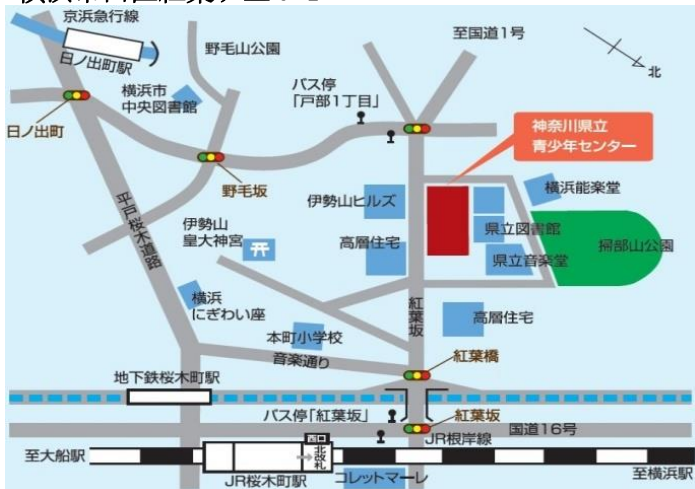 京浜急行線
日ノ出町駅
野毛山公園
至国道1号
北
横浜市
中央図書館
バス停
「戸部1丁目」
神奈川県立
青少年センター
日ノ出町
野毛坂
平戸桜木道路
伊勢山ヒルズ
横浜能楽堂
県立図書館
伊勢山
皇大神宮
高層住宅
県立音楽堂
掃部山公園
横浜
にぎわい座
紅葉坂
高層住宅
本町小学校
音楽通り
紅葉橋
地下鉄桜木町駅
バス停「紅葉坂」
紅葉坂
国道16号
JR根岸線
西口
北改札
至大船駅
JR桜木町駅
コレットマーレ
至横浜駅